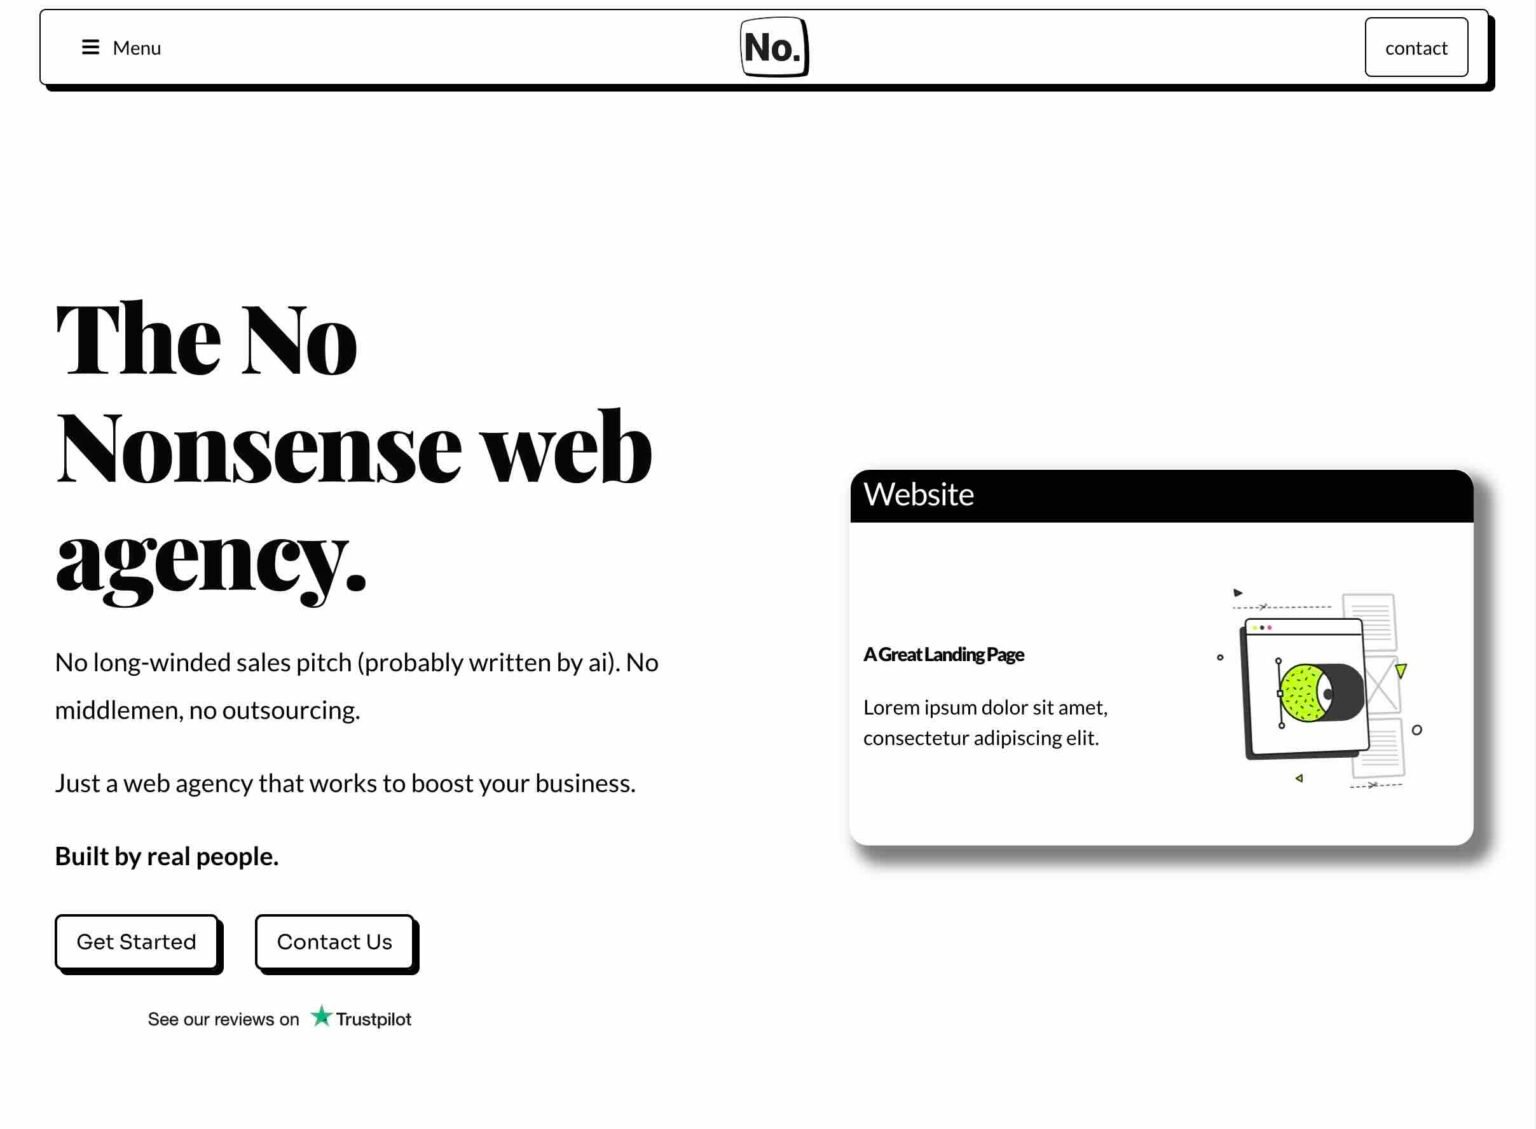 Menu
No.
contact
The No
Nonsense web
agency.
No long-winded sales pitch (probably written by ai). No
middlemen, no outsourcing.
Just a web agency that works to boost your business.
Built by real people.
Get Started
Contact Us
See our reviews on Trustpilot
Website
A Great Landing Page
Lorem ipsum dolor sit amet,
consectetur adipiscing elit.